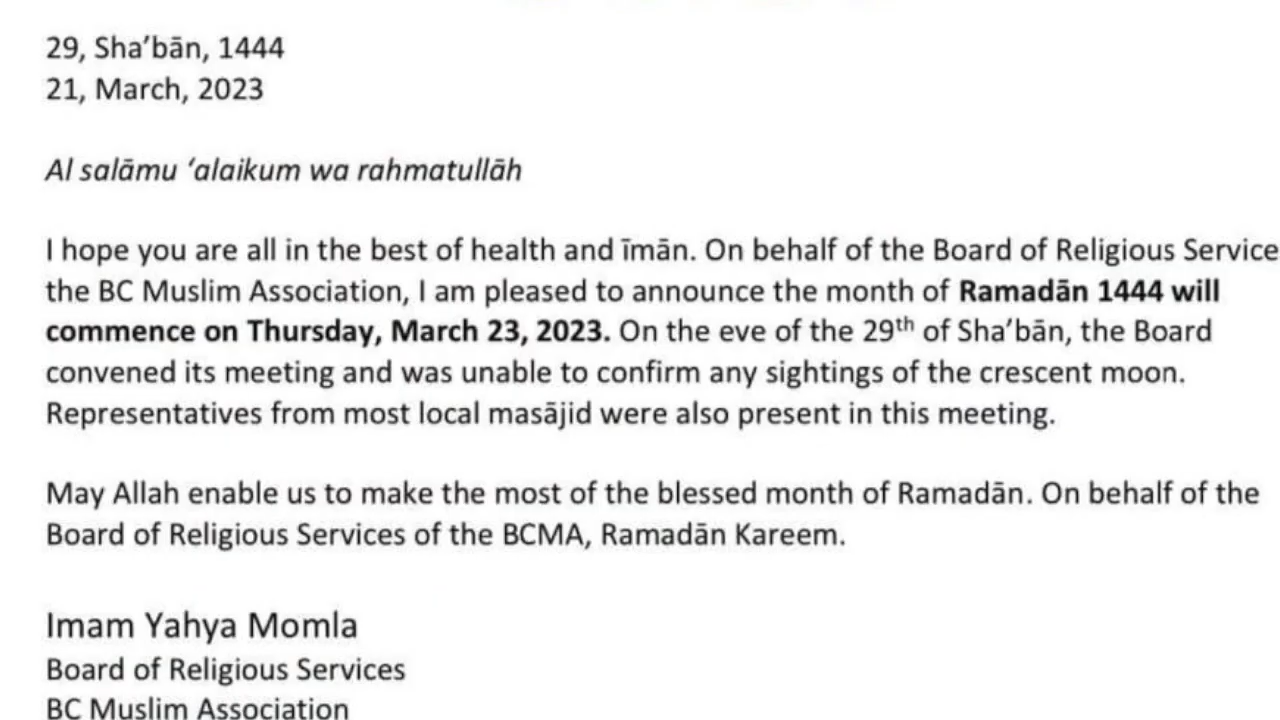 29, Sha’bān, 1444
21, March, 2023
Al salāmu ‘alaikum wa rahmatullāh
I hope you are all in the best of health and īmān. On behalf of the Board of Religious Service
the BC Muslim Association, I am pleased to announce the month of Ramadān 1444 will
commence on Thursday, March 23, 2023. On the eve of the 29th of Sha’bān, the Board
convened its meeting and was unable to confirm any sightings of the crescent moon.
Representatives from most local masājid were also present in this meeting.
May Allah enable us to make the most of the blessed month of Ramadān. On behalf of the
Board of Religious Services of the BCMA, Ramadān Kareem.
Imam Yahya Momla
Board of Religious Services
BC Muslim Association